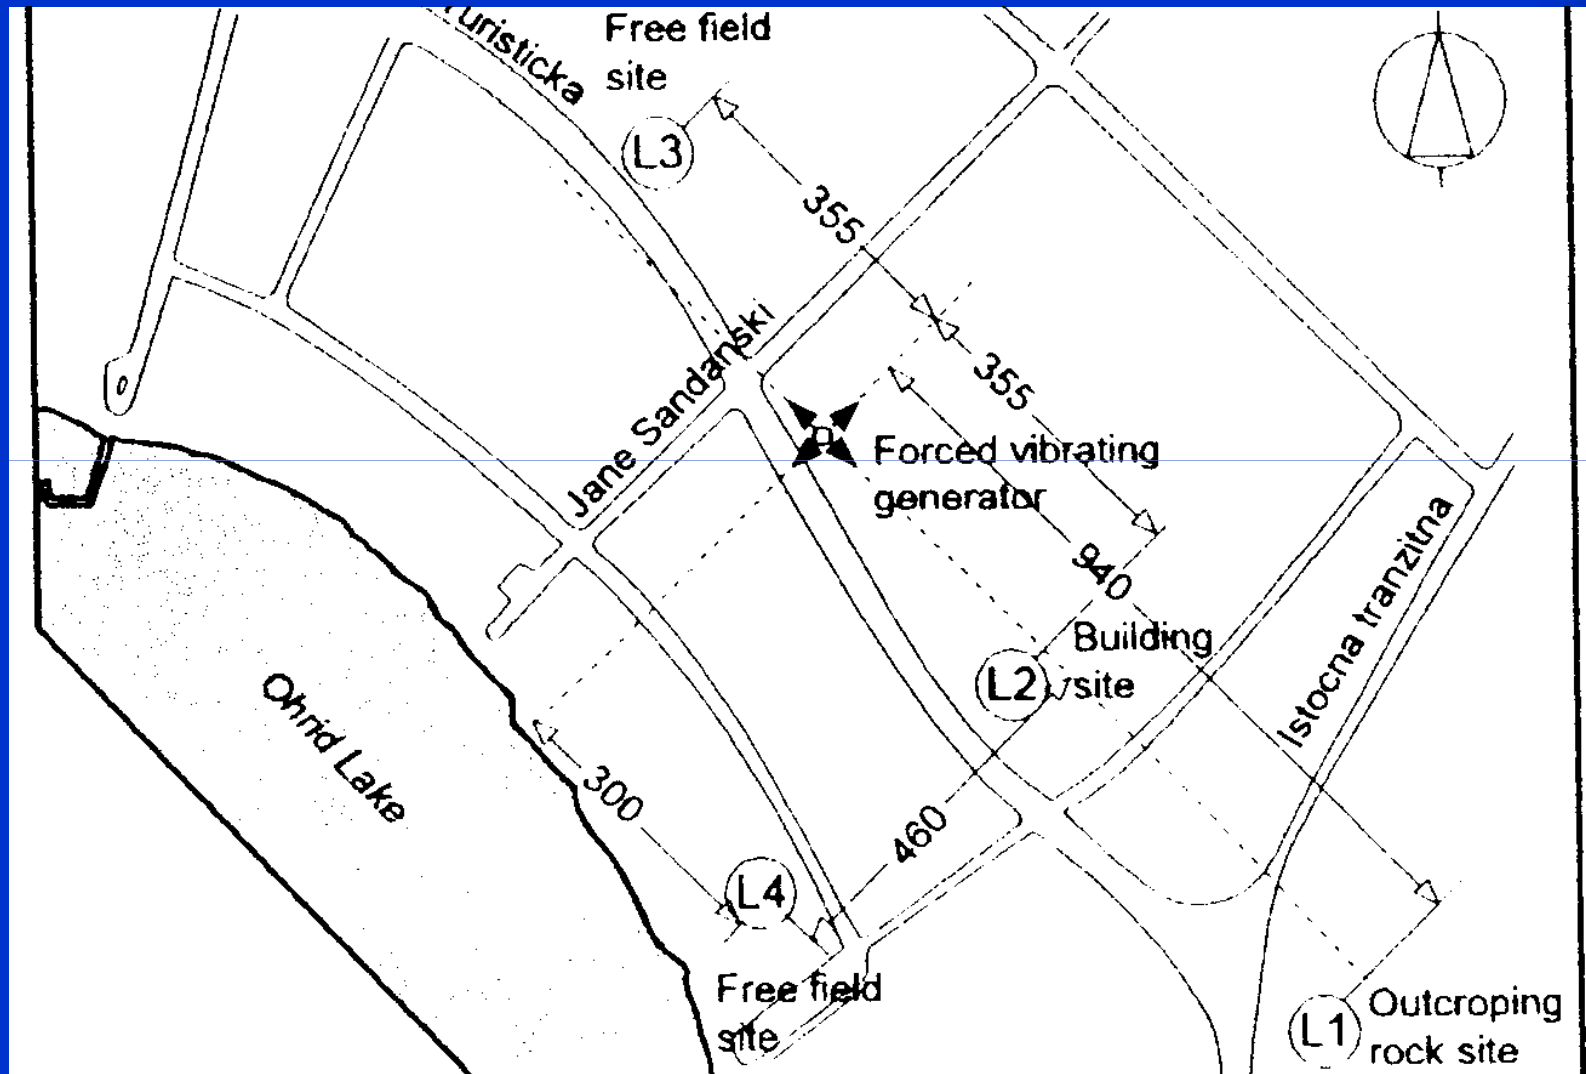 Turisticka
Free field
site
L3
355
Jane Sandanski
355
Forced vibrating
generator
940
Istocna tranzitna
Building
site
L2
Ohrid Lake
300
460
L4
Free field
site
Outcroping
rock site
L1